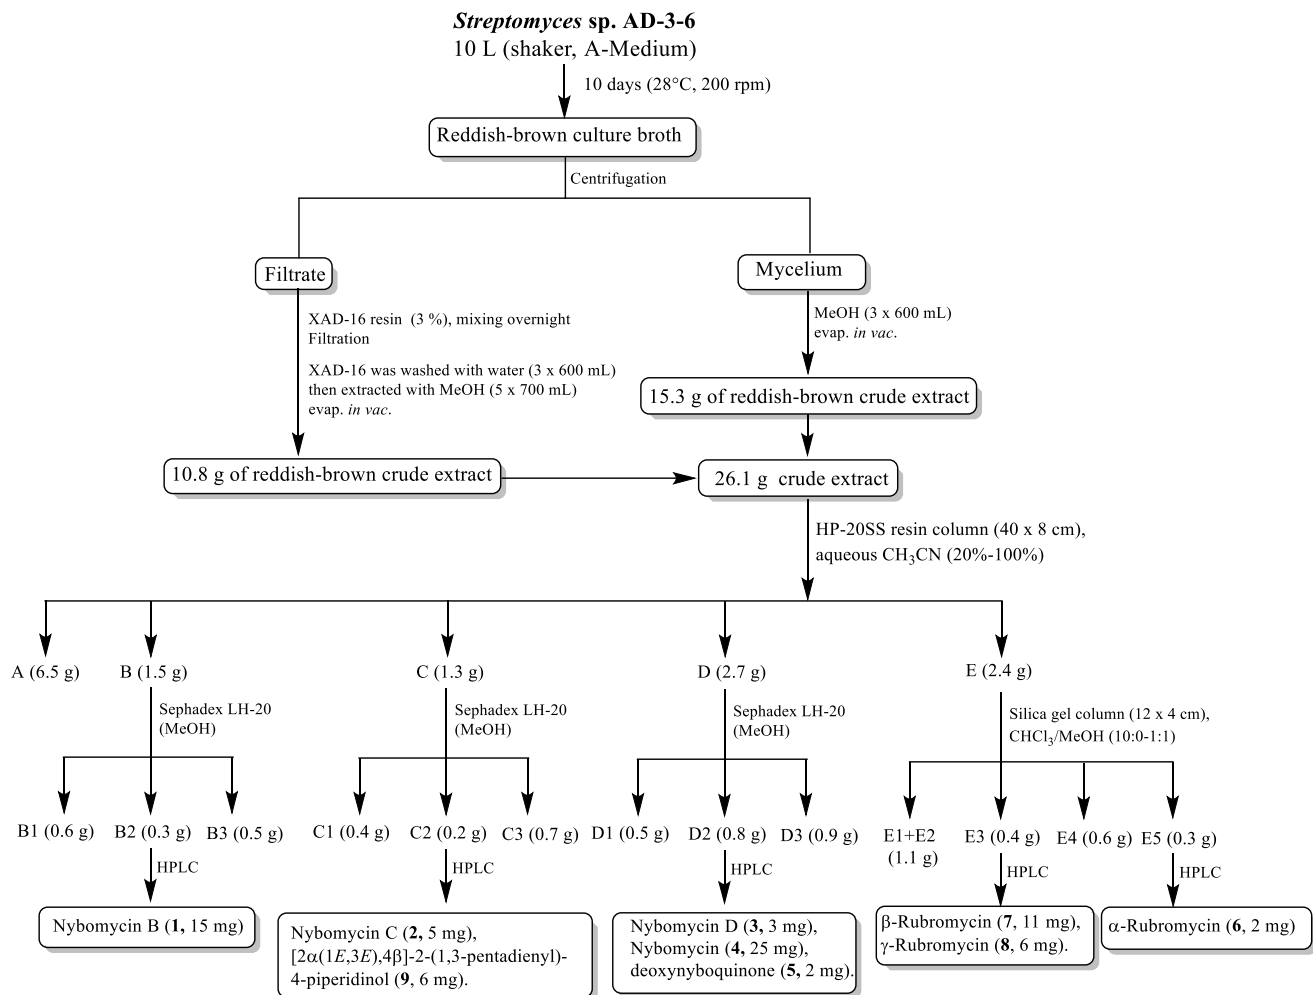 Streptomyces sp. AD-3-6
10 L (shaker, A-Medium)
10 days (28°C, 200 rpm)
Reddish-brown culture broth
Centrifugation
Filtrate
Mycelium
XAD-16 resin (3 %), mixing overnight
Filtration
XAD-16 was washed with water (3 x 600 mL)
then extracted with MeOH (5 x 700 mL)
evap. in vac.
MeOH (3 x 600 mL)
evap. in vac.
15.3 g of reddish-brown crude extract
10.8 g of reddish-brown crude extract
26.1 g crude extract
HP-20SS resin column (40 x 8 cm),
aqueous CH₃CN (20%-100%)
A (6.5 g)
B (1.5 g)
C (1.3 g)
D (2.7 g)
E (2.4 g)
Sephadex LH-20
(MeOH)
Sephadex LH-20
(MeOH)
Sephadex LH-20
(MeOH)
Silica gel column (12 x 4 cm),
CHCl₃/MeOH (10:0-1:1)
B1 (0.6 g)
B2 (0.3 g)
B3 (0.5 g)
C1 (0.4 g)
C2 (0.2 g)
C3 (0.7 g)
D1 (0.5 g)
D2 (0.8 g)
D3 (0.9 g)
E1+E2
(1.1 g)
E3 (0.4 g)
E4 (0.6 g)
E5 (0.3 g)
HPLC
HPLC
HPLC
HPLC
HPLC
Nybomycin B (1, 15 mg)
Nybomycin C (2, 5 mg),
[2α(1E,3E),4β]-2-(1,3-pentadienyl)-
4-piperidinol (9, 6 mg).
Nybomycin D (3, 3 mg),
Nybomycin (4, 25 mg),
deoxynyboquinone (5, 2 mg).
β-Rubromycin (7, 11 mg),
γ-Rubromycin (8, 6 mg).
α-Rubromycin (6, 2 mg)